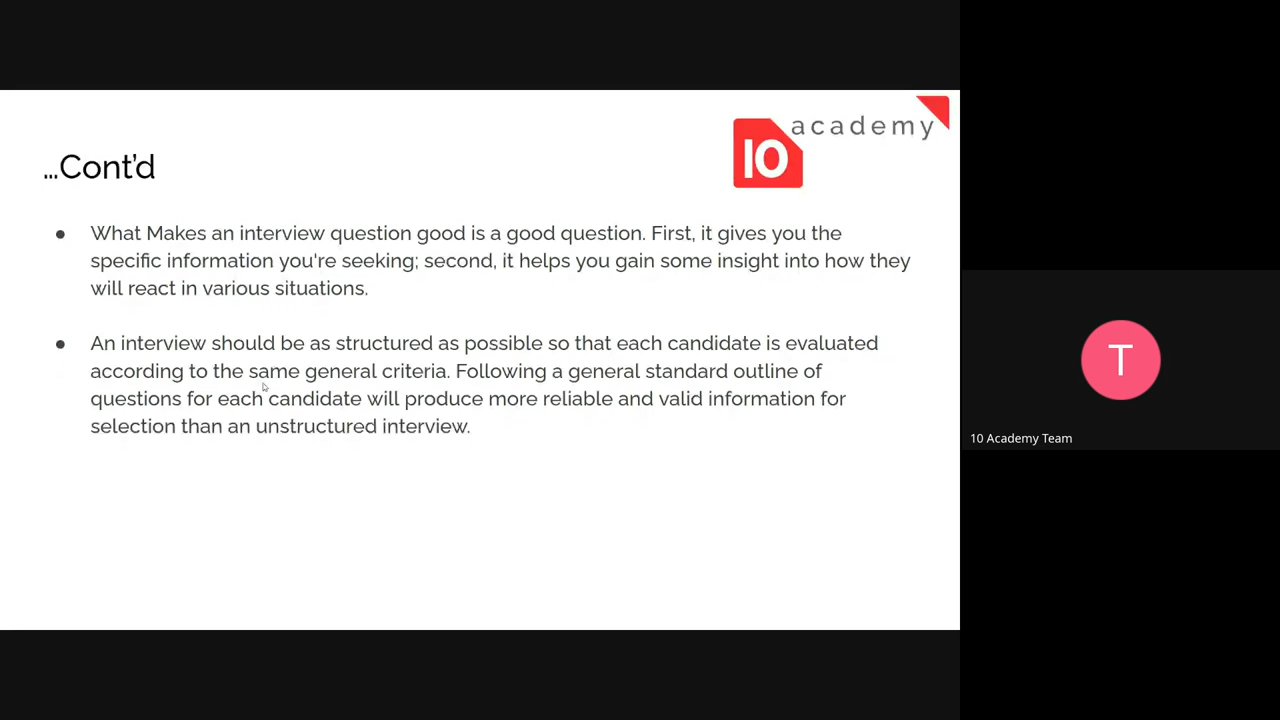 academy
10
...Cont'd
● What Makes an interview question good is a good question. First, it gives you the
specific information you're seeking; second, it helps you gain some insight into how they
will react in various situations.
● An interview should be as structured as possible so that each candidate is evaluated
according to the same general criteria. Following a general standard outline of
questions for each candidate will produce more reliable and valid information for
selection than an unstructured interview.
T
10 Academy Team